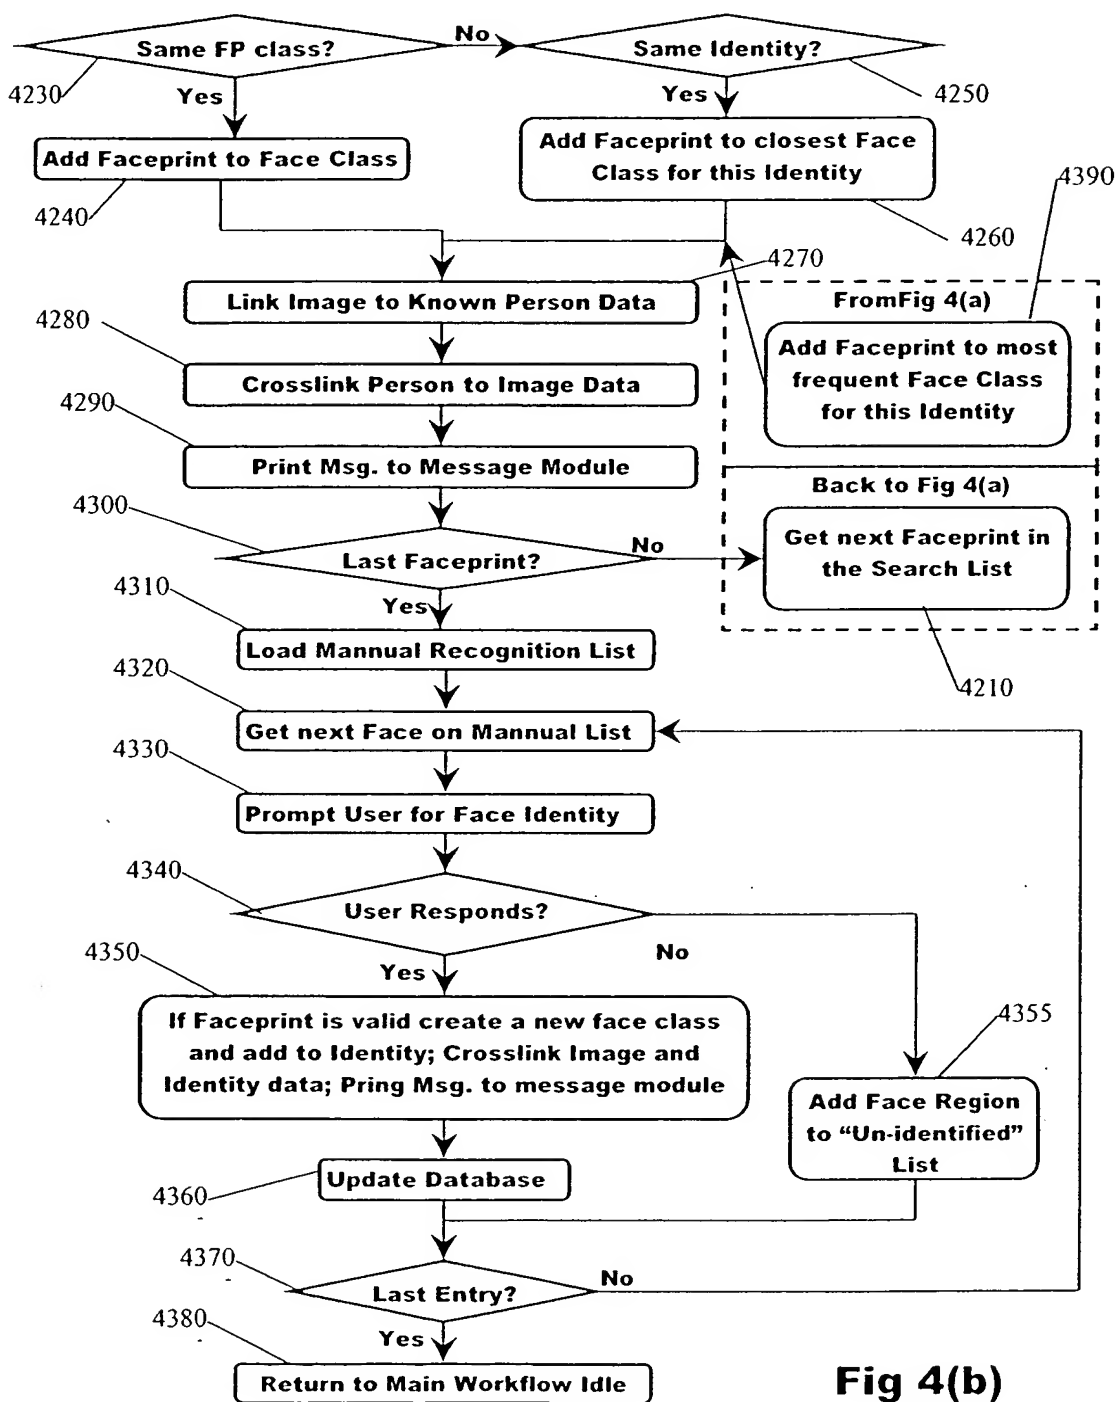 Same FP class?
No
Same Identity?
4230
Yes
Yes
4250
Add Faceprint to Face Class
Add Faceprint to closest Face
Class for this Identity
4240
4260
4390
4270
Link Image to Known Person Data
FromFig 4(a)
4280
Add Faceprint to most
frequent Face Class
for this Identity
Crosslink Person to Image Data
4290
Print Msg. to Message Module
Back to Fig 4(a)
4300
Last Faceprint?
No
Get next Faceprint in
the Search List
4310
Yes
Load Mannual Recognition List
4210
4320
Get next Face on Mannual List
4330
Prompt User for Face Identity
4340
User Responds?
No
4350
Yes
If Faceprint is valid create a new face class
and add to Identity; Crosslink Image and
Identity data; Pring Msg. to message module
4355
Add Face Region
to “Un-identified”
List
4360
Update Database
4370
Last Entry?
No
4380
Yes
Return to Main Workflow Idle
Fig 4(b)